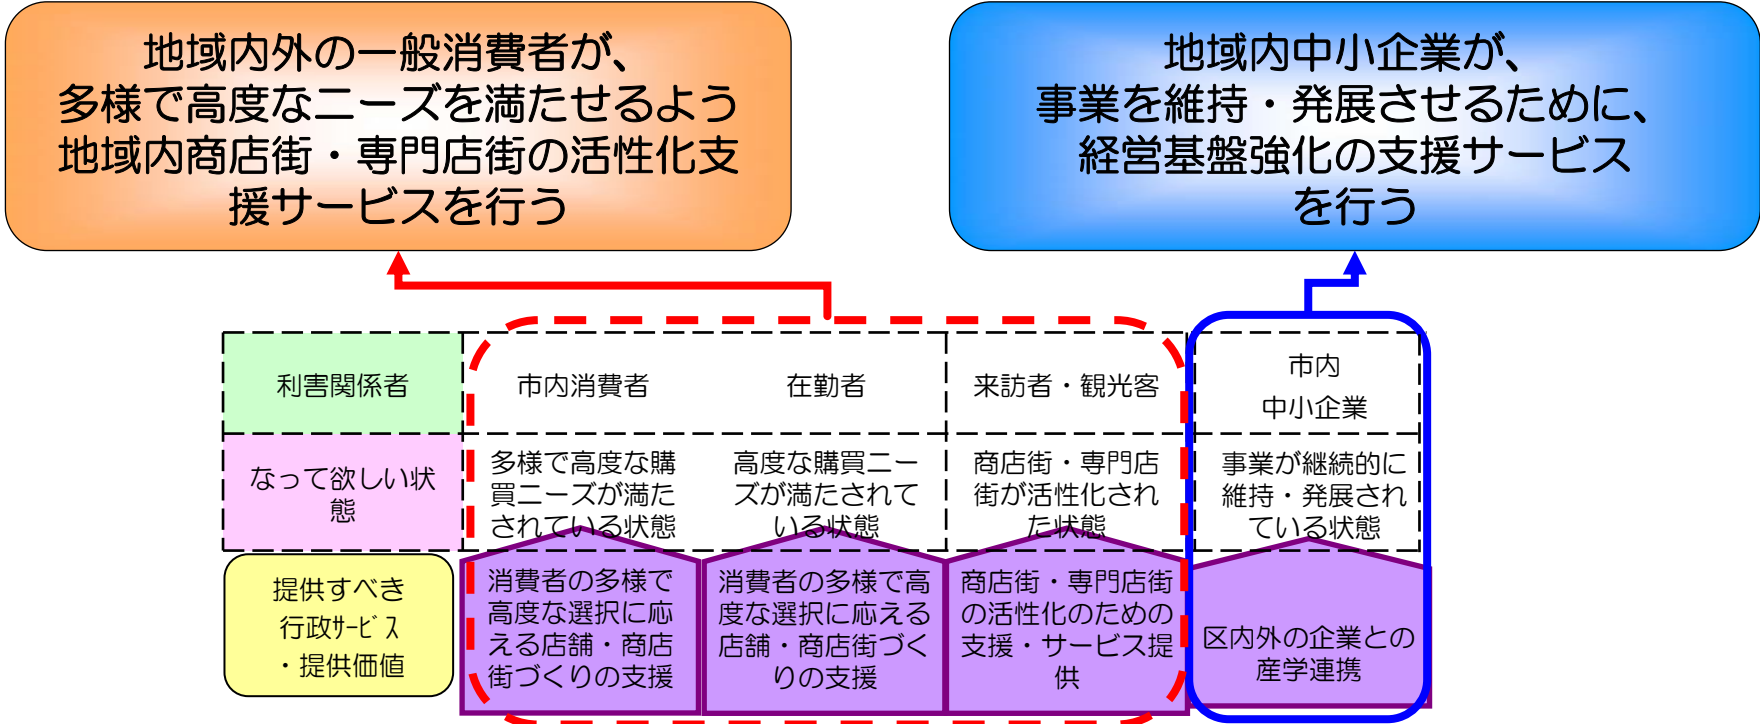 地域内外の一般消費者が、
多様で高度なニーズを満たせるよう
地域内商店街・専門店街の活性化支
援サービスを行う
地域内中小企業が、
事業を維持・発展させるために、
経営基盤強化の支援サービス
を行う
利害関係者
市内消費者
在勤者
来訪者・観光客
市内
中小企業
なって欲しい状
態
多様で高度な購
買ニーズが満た
されている状態
高度な購買ニー
ズが満たされて
いる状態
商店街・専門店
街が活性化され
た状態
事業が継続的に
維持・発展され
ている状態
提供すべき
行政ｻｰﾋﾞｽ
・提供価値
消費者の多様で
高度な選択に応
える店舗・商店
街づくりの支援
消費者の多様で高
度な選択に応える
店舗・商店街づく
りの支援
商店街・専門店街
の活性化のための
支援・サービス提
供
区内外の企業との
産学連携